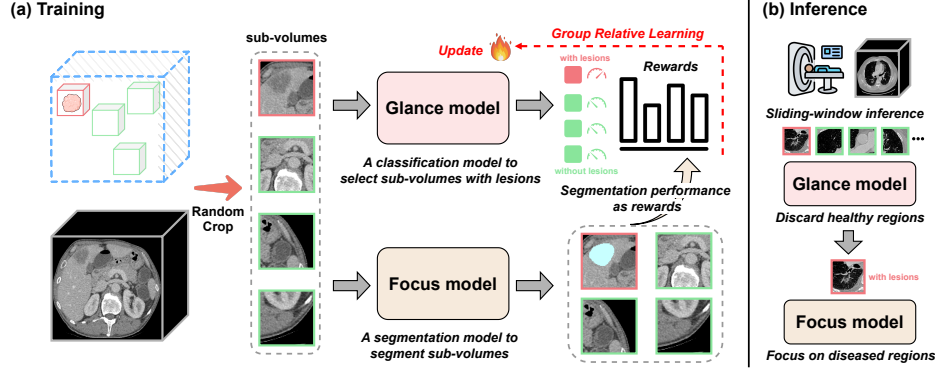 (a) Training
sub-volumes
Random
Crop
Glance model
A classification model to
select sub-volumes with lesions
Focus model
A segmentation model to
segment sub-volumes
Update
Group Relative Learning
with lesions
without lesions
Rewards
Segmentation performance
as rewards
(b) Inference
Sliding-window inference
...
Glance model
Discard healthy regions
with lesions
Focus model
Focus on diseased regions